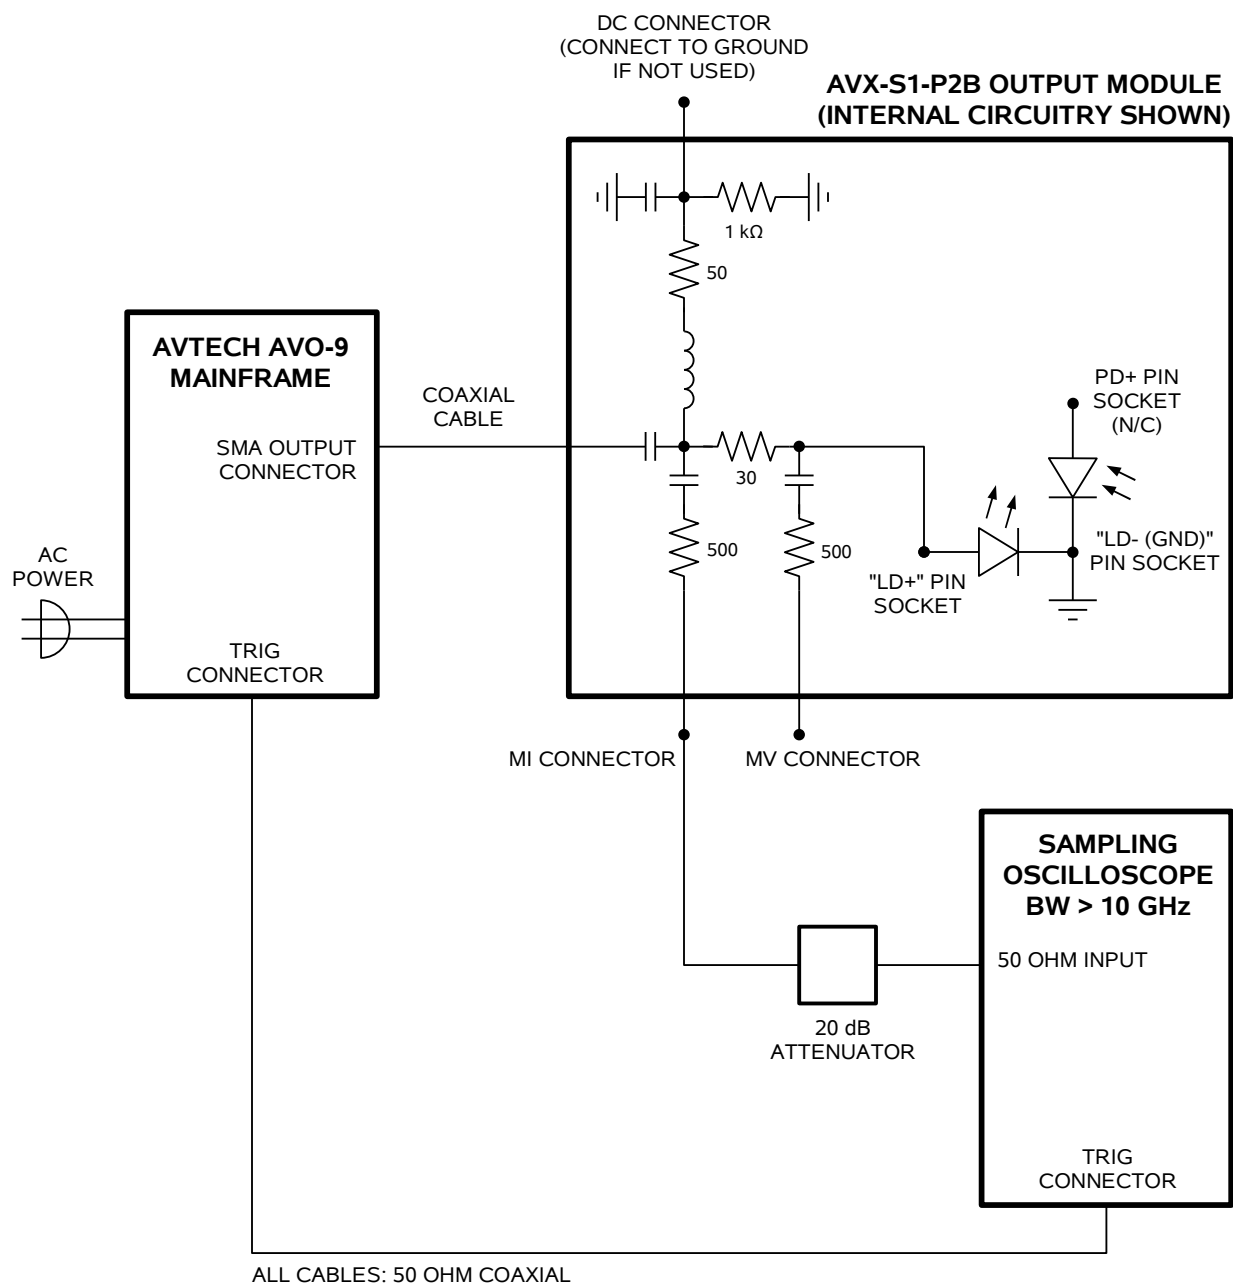 DC CONNECTOR
(CONNECT TO GROUND
IF NOT USED)
AVX-S1-P2B OUTPUT MODULE
(INTERNAL CIRCUITRY SHOWN)
1 kΩ
50
AVTECH AVO-9
MAINFRAME
COAXIAL
CABLE
SMA OUTPUT
CONNECTOR
PD+ PIN
SOCKET
(N/C)
30
500
500
"LD+" PIN
SOCKET
"LD- (GND)"
PIN SOCKET
AC
POWER
TRIG
CONNECTOR
MI CONNECTOR
MV CONNECTOR
SAMPLING
OSCILLOSCOPE
BW > 10 GHz
50 OHM INPUT
20 dB
ATTENUATOR
TRIG
CONNECTOR
ALL CABLES: 50 OHM COAXIAL